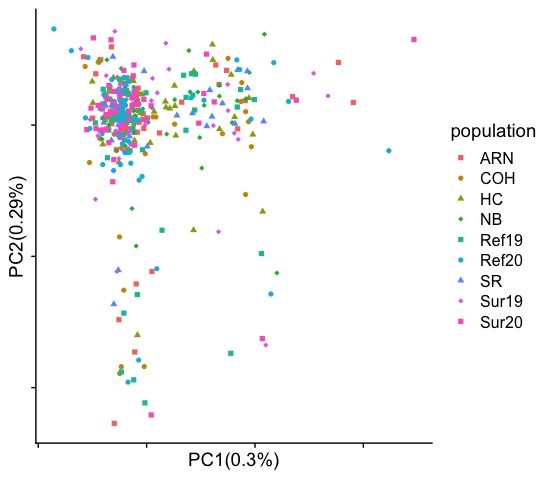 PC2(0.29%)
PC1(0.3%)
population
ARN
COH
HC
NB
Ref19
Ref20
SR
Sur19
Sur20